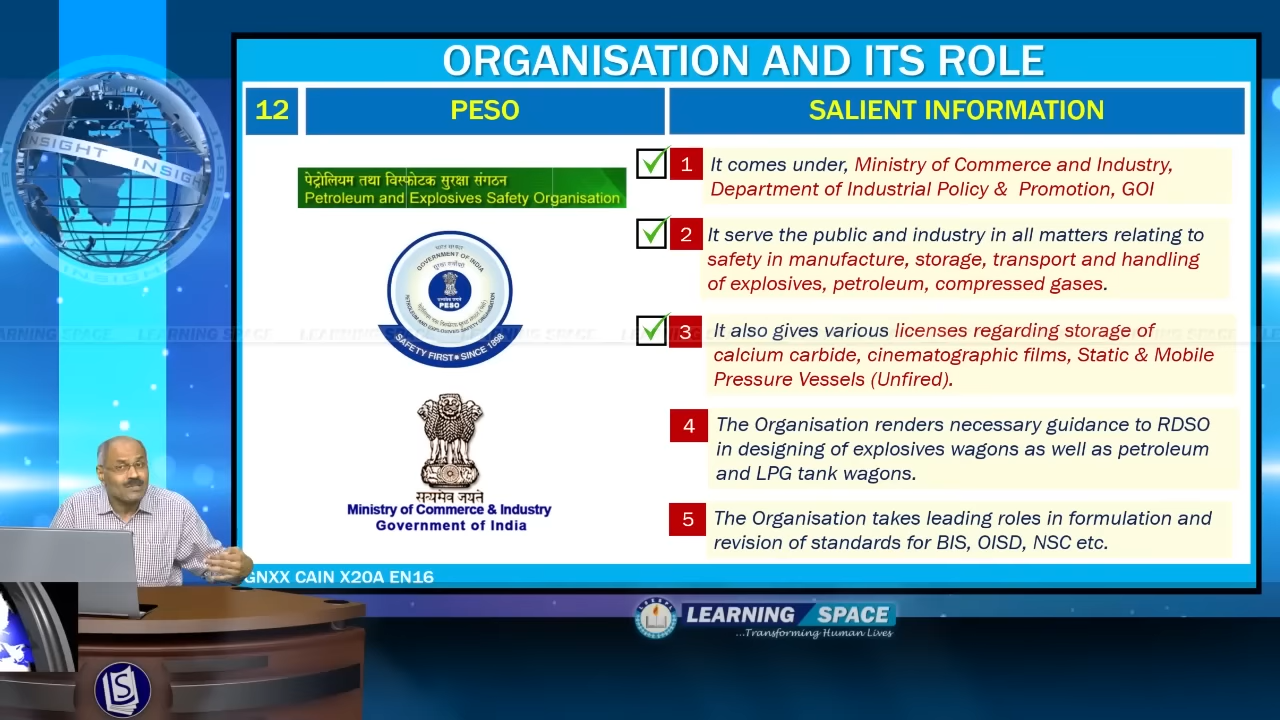 ORGANISATION AND ITS ROLE
12
PESO
SALIENT INFORMATION
INSIGHT INSIGHT
पेट्रोलियम तथा विस्फोटक सुरक्षा संगठन
Petroleum and Explosives Safety Organisation
भारत सरकार
GOVERNMENT OF INDIA
PESO
PETROLEUM AND EXPLOSIVES SAFETY ORGANISATION
SAFETY FIRST * SINCE 1898
सत्यमेव जयते
Ministry of Commerce & Industry
Government of India
1
It comes under, Ministry of Commerce and Industry,
Department of Industrial Policy & Promotion, GOI
2
It serve the public and industry in all matters relating to
safety in manufacture, storage, transport and handling
of explosives, petroleum, compressed gases.
3
It also gives various licenses regarding storage of
calcium carbide, cinematographic films, Static & Mobile
Pressure Vessels (Unfired).
4
The Organisation renders necessary guidance to RDSO
in designing of explosives wagons as well as petroleum
and LPG tank wagons.
5
The Organisation takes leading roles in formulation and
revision of standards for BIS, OISD, NSC etc.
GNXX CAIN X20A EN16
LEARNING SPACE
...Transforming Human Lives
LS